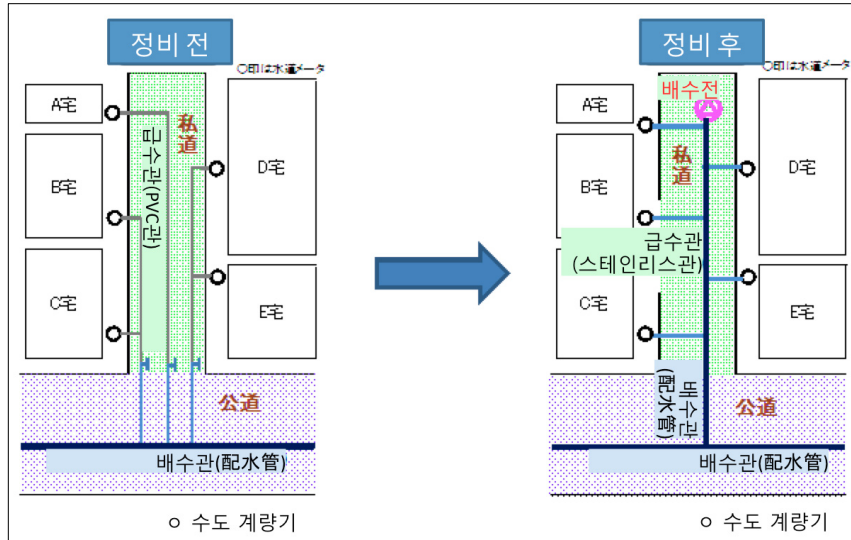 정비 전
〇印は水道メータ
A宅
B宅
C宅
D宅
E宅
私道
급수관(PVC관)
公道
배수관(配水管)
ㅇ 수도 계량기
정비 후
〇印は水道メータ
배수전
A宅
B宅
C宅
D宅
E宅
私道
급수관
(스테인리스관)
배수관
(配水管)
公道
배수관(配水管)
ㅇ 수도 계량기